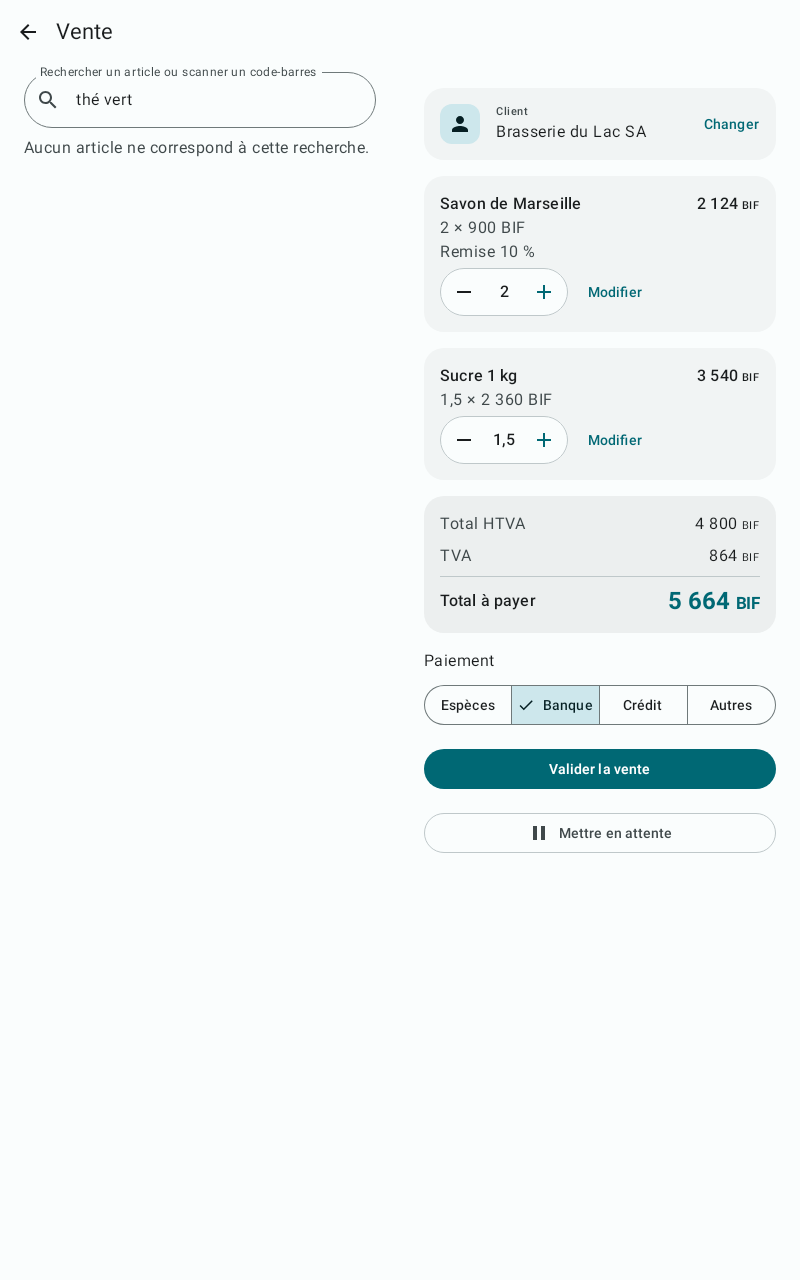 Vente
Rechercher un article ou scanner un code-barres
thé vert
Aucun article ne correspond à cette recherche.
Client
Brasserie du Lac SA
Changer
Savon de Marseille 2 124 BIF
2 × 900 BIF
Remise 10 %
2 Modifier
Sucre 1 kg 3 540 BIF
1,5 × 2 360 BIF
1,5 Modifier
Total HTVA 4 800 BIF
TVA 864 BIF
Total à payer 5 664 BIF
Paiement
Espèces Banque Crédit Autres
Valider la vente
Mettre en attente